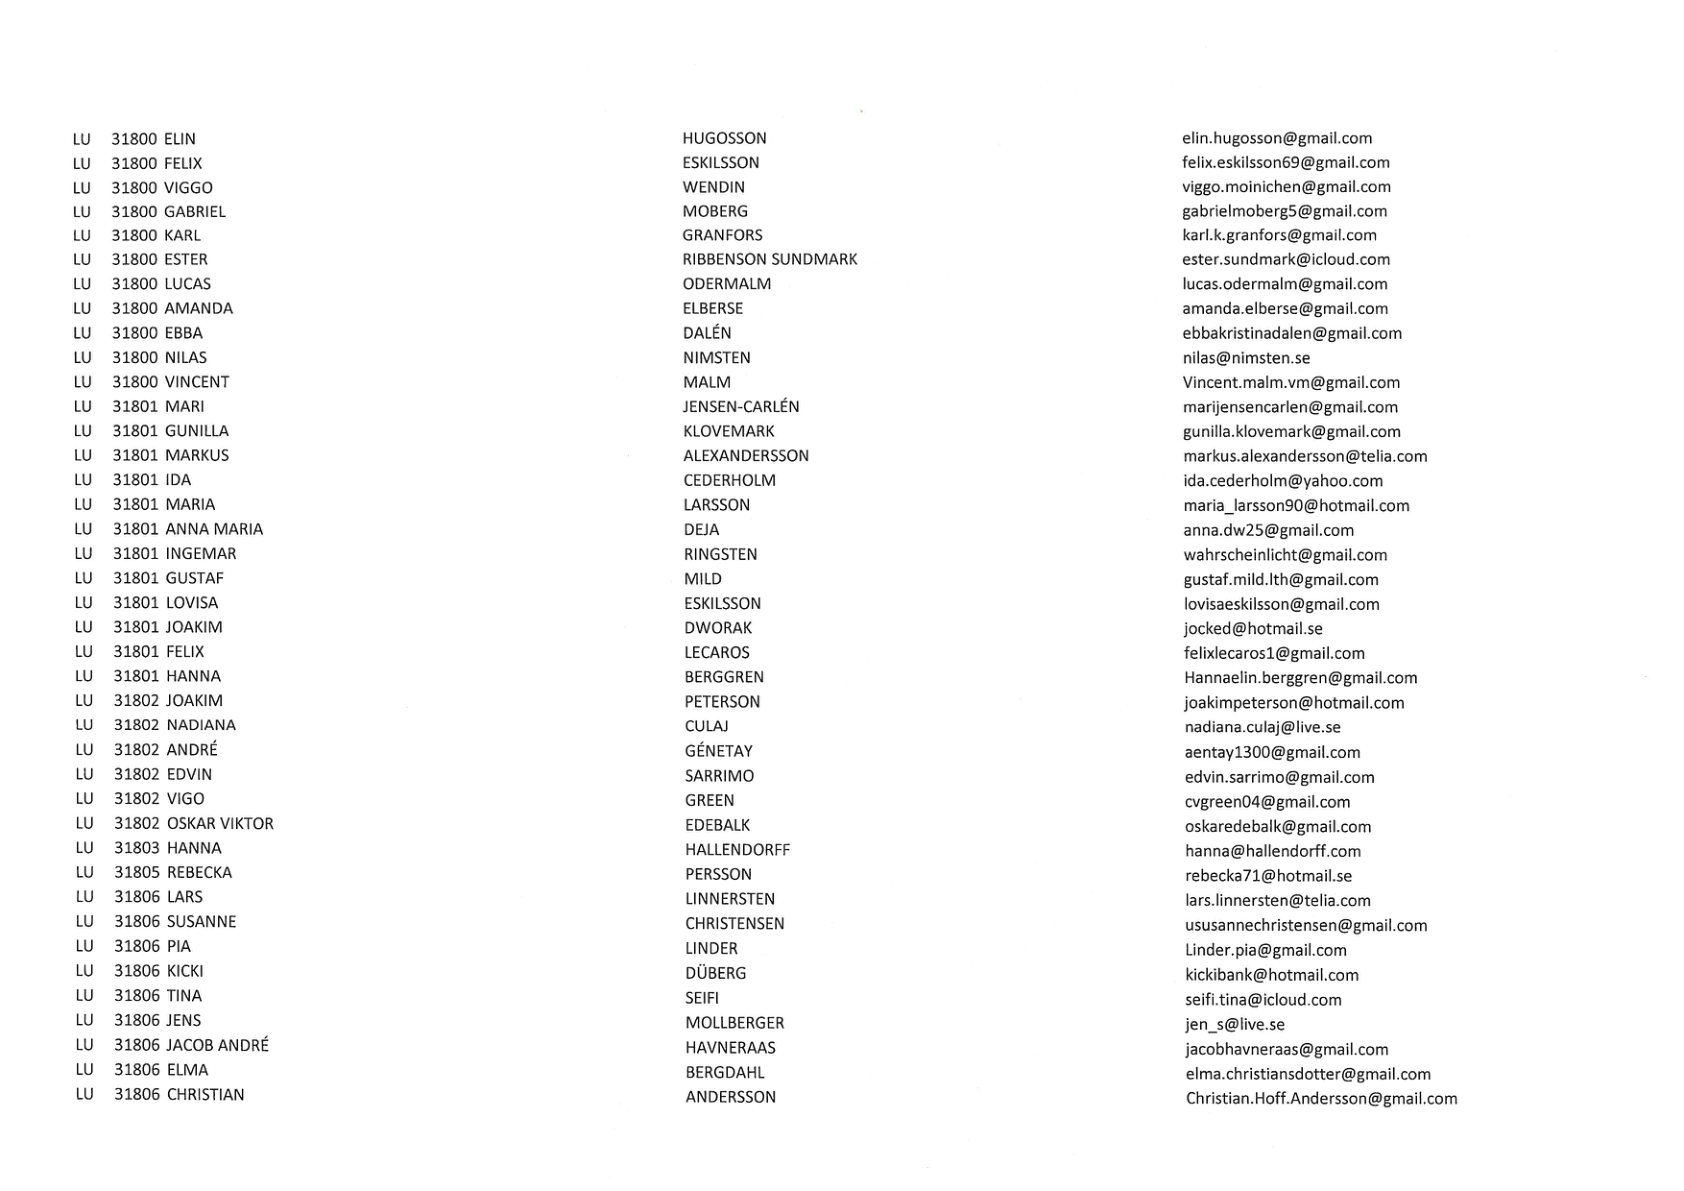 LU 31800 ELIN HUGOSSON elin.hugosson@gmail.com
LU 31800 FELIX ESKILSSON felix.eskilsson69@gmail.com
LU 31800 VIGGO WENDIN viggo.moinichen@gmail.com
LU 31800 GABRIEL MOBERG gabrielmoberg5@gmail.com
LU 31800 KARL GRANFORS karl.k.granfors@gmail.com
LU 31800 ESTER RIBBENSON SUNDMARK ester.sundmark@icloud.com
LU 31800 LUCAS ODERMALM lucas.odermalm@gmail.com
LU 31800 AMANDA ELBERSE amanda.elberse@gmail.com
LU 31800 EBBA DALÉN ebbakristinadalen@gmail.com
LU 31800 NILAS NIMSTEN nilas@nimsten.se
LU 31800 VINCENT MALM Vincent.malm.vm@gmail.com
LU 31801 MARI JENSEN-CARLÉN marijensencarlen@gmail.com
LU 31801 GUNILLA KLOVEMARK gunilla.klovemark@gmail.com
LU 31801 MARKUS ALEXANDERSSON markus.alexandersson@telia.com
LU 31801 IDA CEDERHOLM ida.cederholm@yahoo.com
LU 31801 MARIA LARSSON maria_larsson90@hotmail.com
LU 31801 ANNA MARIA DEJA anna.dw25@gmail.com
LU 31801 INGEMAR RINGSTEN wahrscheinlicht@gmail.com
LU 31801 GUSTAF MILD gustaf.mild.lth@gmail.com
LU 31801 LOVISA ESKILSSON lovisaeskilsson@gmail.com
LU 31801 JOAKIM DWORAK jocked@hotmail.se
LU 31801 FELIX LECAROS felixlecaros1@gmail.com
LU 31801 HANNA BERGGREN Hannaelin.berggren@gmail.com
LU 31802 JOAKIM PETERSON joakimpeterson@hotmail.com
LU 31802 NADIANA CULAJ nadiana.culaj@live.se
LU 31802 ANDRÉ GÉNETAY aentay1300@gmail.com
LU 31802 EDVIN SARRIMO edvin.sarrimo@gmail.com
LU 31802 VIGO GREEN cvgreen04@gmail.com
LU 31802 OSKAR VIKTOR EDEBALK oskaredebalk@gmail.com
LU 31803 HANNA HALLENDORFF hanna@hallendorff.com
LU 31805 REBECKA PERSSON rebecka71@hotmail.se
LU 31806 LARS LINNERSTEN lars.linnersten@telia.com
LU 31806 SUSANNE CHRISTENSEN ususannechristensen@gmail.com
LU 31806 PIA LINDER Linder.pia@gmail.com
LU 31806 KICKI DÜBERG kickibank@hotmail.com
LU 31806 TINA SEIFI seifi.tina@icloud.com
LU 31806 JENS MOLLBERGER jen_s@live.se
LU 31806 JACOB ANDRÉ HAVNERAAS jacobhavneraas@gmail.com
LU 31806 ELMA BERGDAHL elma.christiansdotter@gmail.com
LU 31806 CHRISTIAN ANDERSSON Christian.Hoff.Andersson@gmail.com